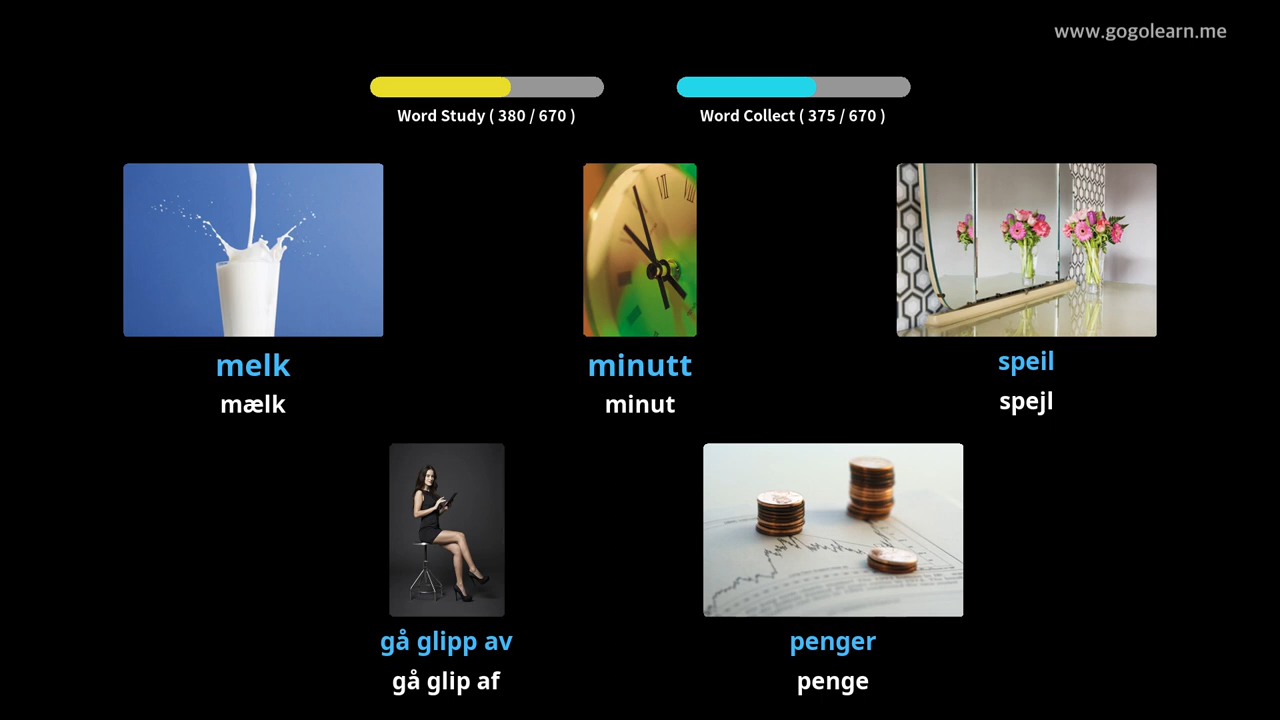 www.gogolearn.me
Word Study ( 380 / 670 )
Word Collect ( 375 / 670 )
melk
mælk
minutt
minut
speil
spejl
gå glipp av
gå glip af
penger
penge